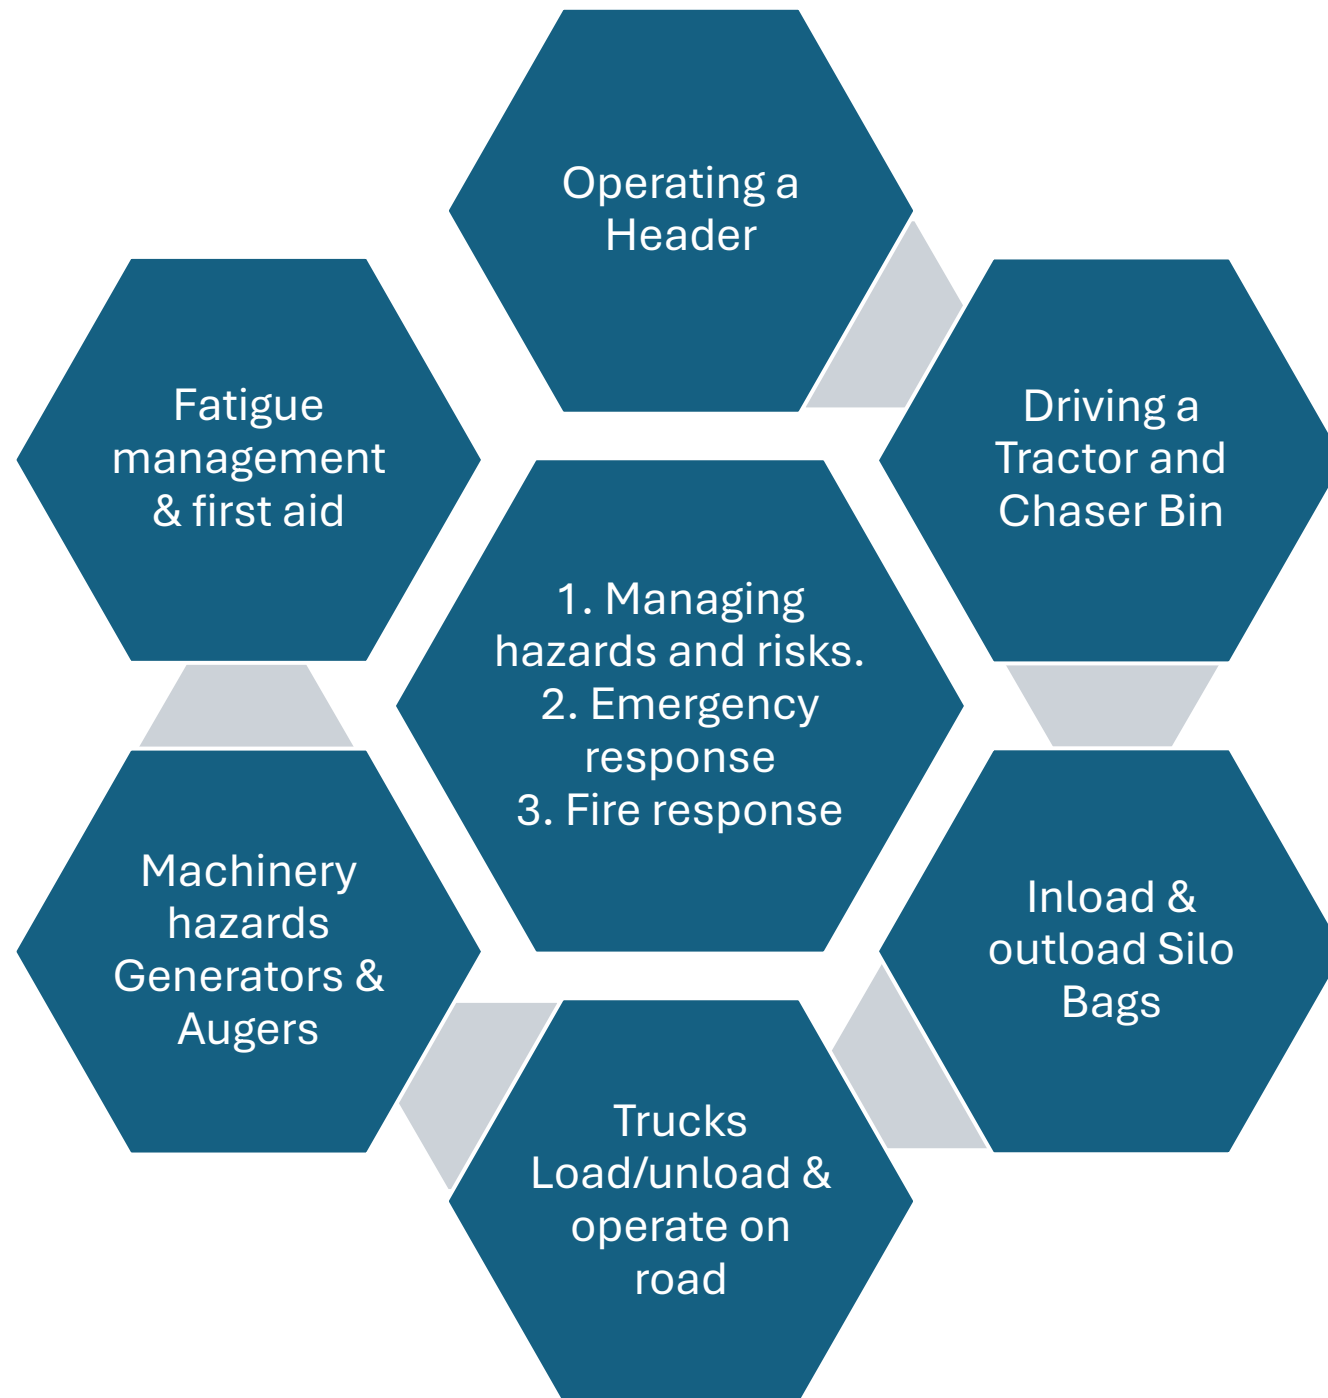 Operating a
Header
Fatigue
management
& first aid
Driving a
Tractor and
Chaser Bin
1. Managing
hazards and risks.
2. Emergency
response
3. Fire response
Machinery
hazards
Generators &
Augers
Inload &
outload Silo
Bags
Trucks
Load/unload &
operate on
road